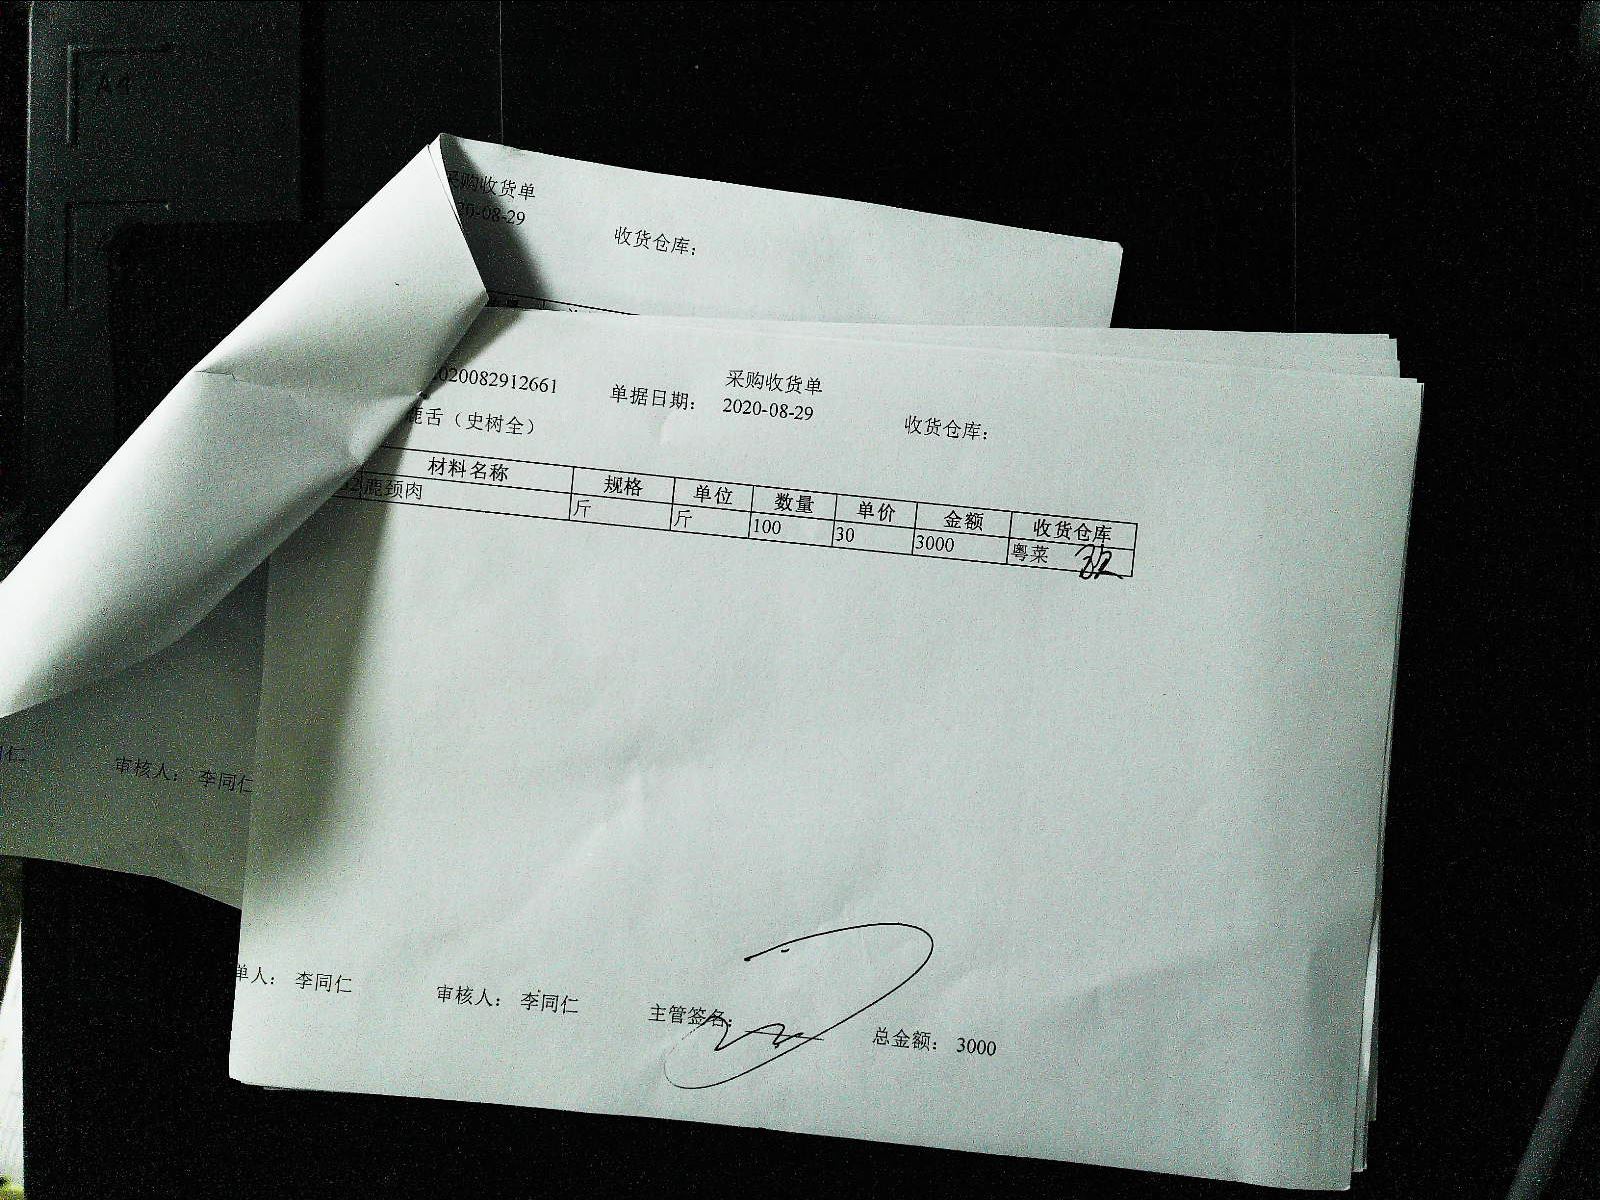 采购收货单
20-08-29
收货仓库:
采购收货单
020082912661 单据日期: 2020-08-29 收货仓库:
鹿舌（史树全）
材料名称 规格 单位 数量 单价 金额 收货仓库
鹿颈肉 斤 斤 100 30 3000 粤菜
审核人: 李同仁
单人: 李同仁 审核人: 李同仁 主管签名: 总金额: 3000